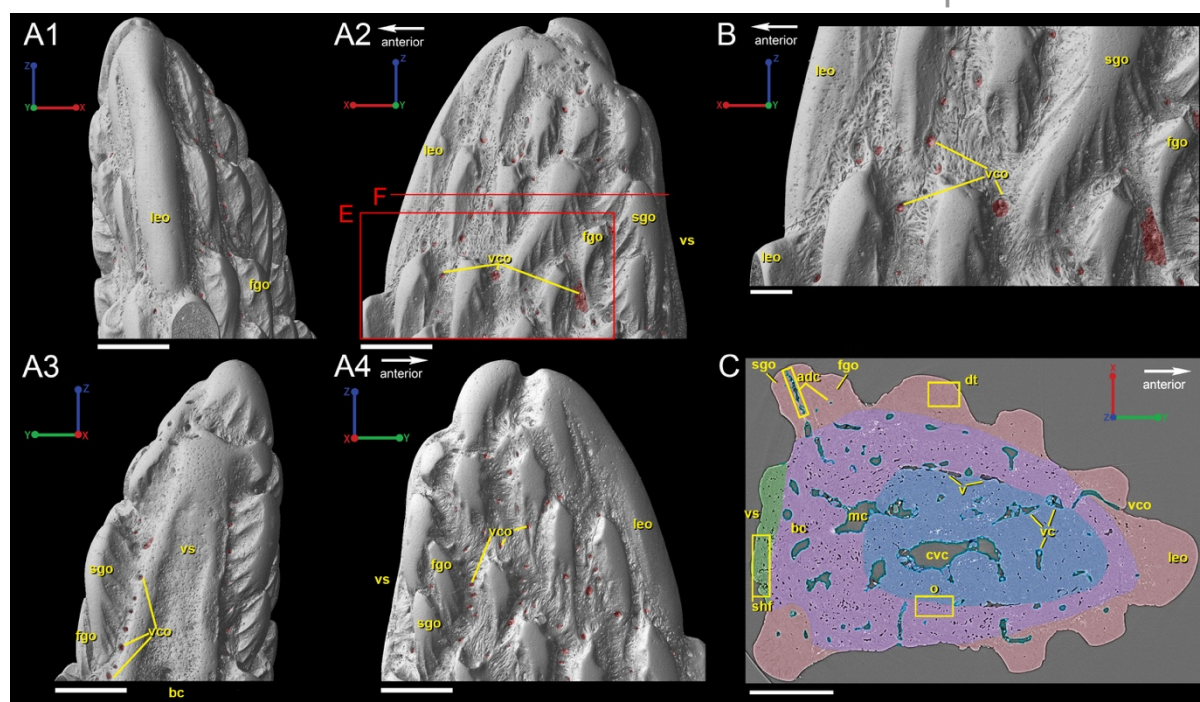 A1
Z
Y
X
leo
fgo
A2
anterior
Z
X
Y
leo
F
E
sgo
fgo
vs
vco
B
anterior
Z
X
Y
leo
sgo
fgo
vco
leo
A3
Z
Y
X
sgo
vs
fgo
vco
bc
A4
anterior
Z
X
Y
vco
leo
fgo
vs
sgo
C
sgo
adc
fgo
dt
X
anterior
Z
Y
v
vs
mc
vco
bc
vc
cvc
leo
o
shf